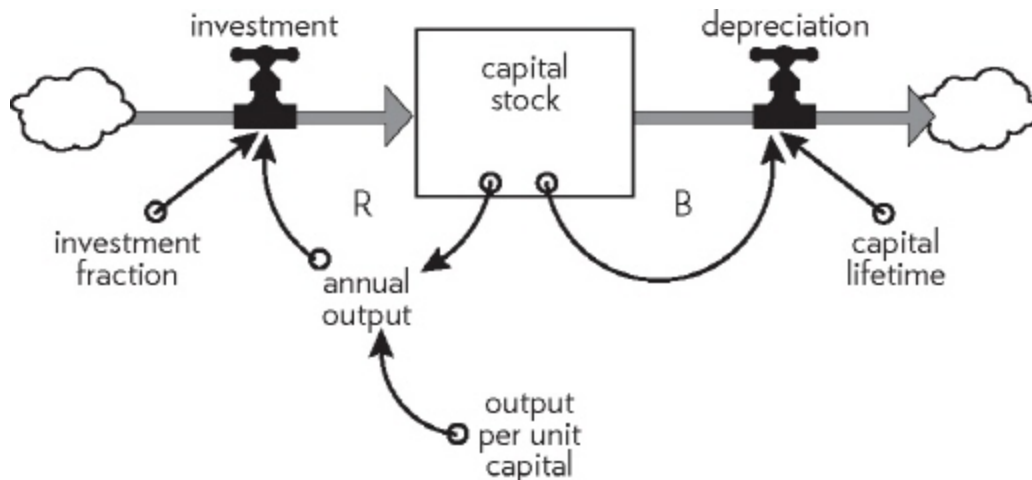 investment
depreciation
capital
stock
R
B
investment
fraction
capital
lifetime
annual
output
output
per unit
capital